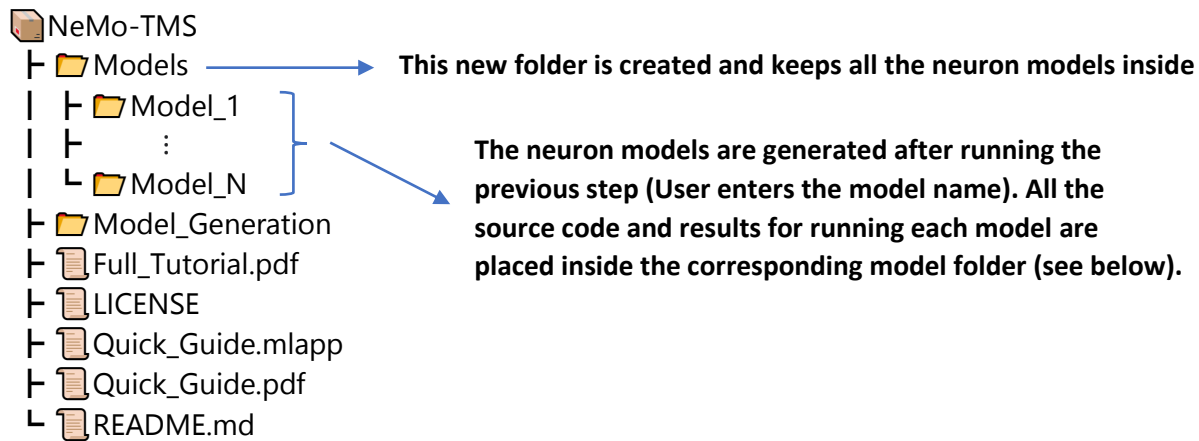 NeMo-TMS
Models
This new folder is created and keeps all the neuron models inside
Model_1
⋮
Model_N
The neuron models are generated after running the
previous step (User enters the model name). All the
source code and results for running each model are
placed inside the corresponding model folder (see below).
Model_Generation
Full_Tutorial.pdf
LICENSE
Quick_Guide.mlapp
Quick_Guide.pdf
README.md